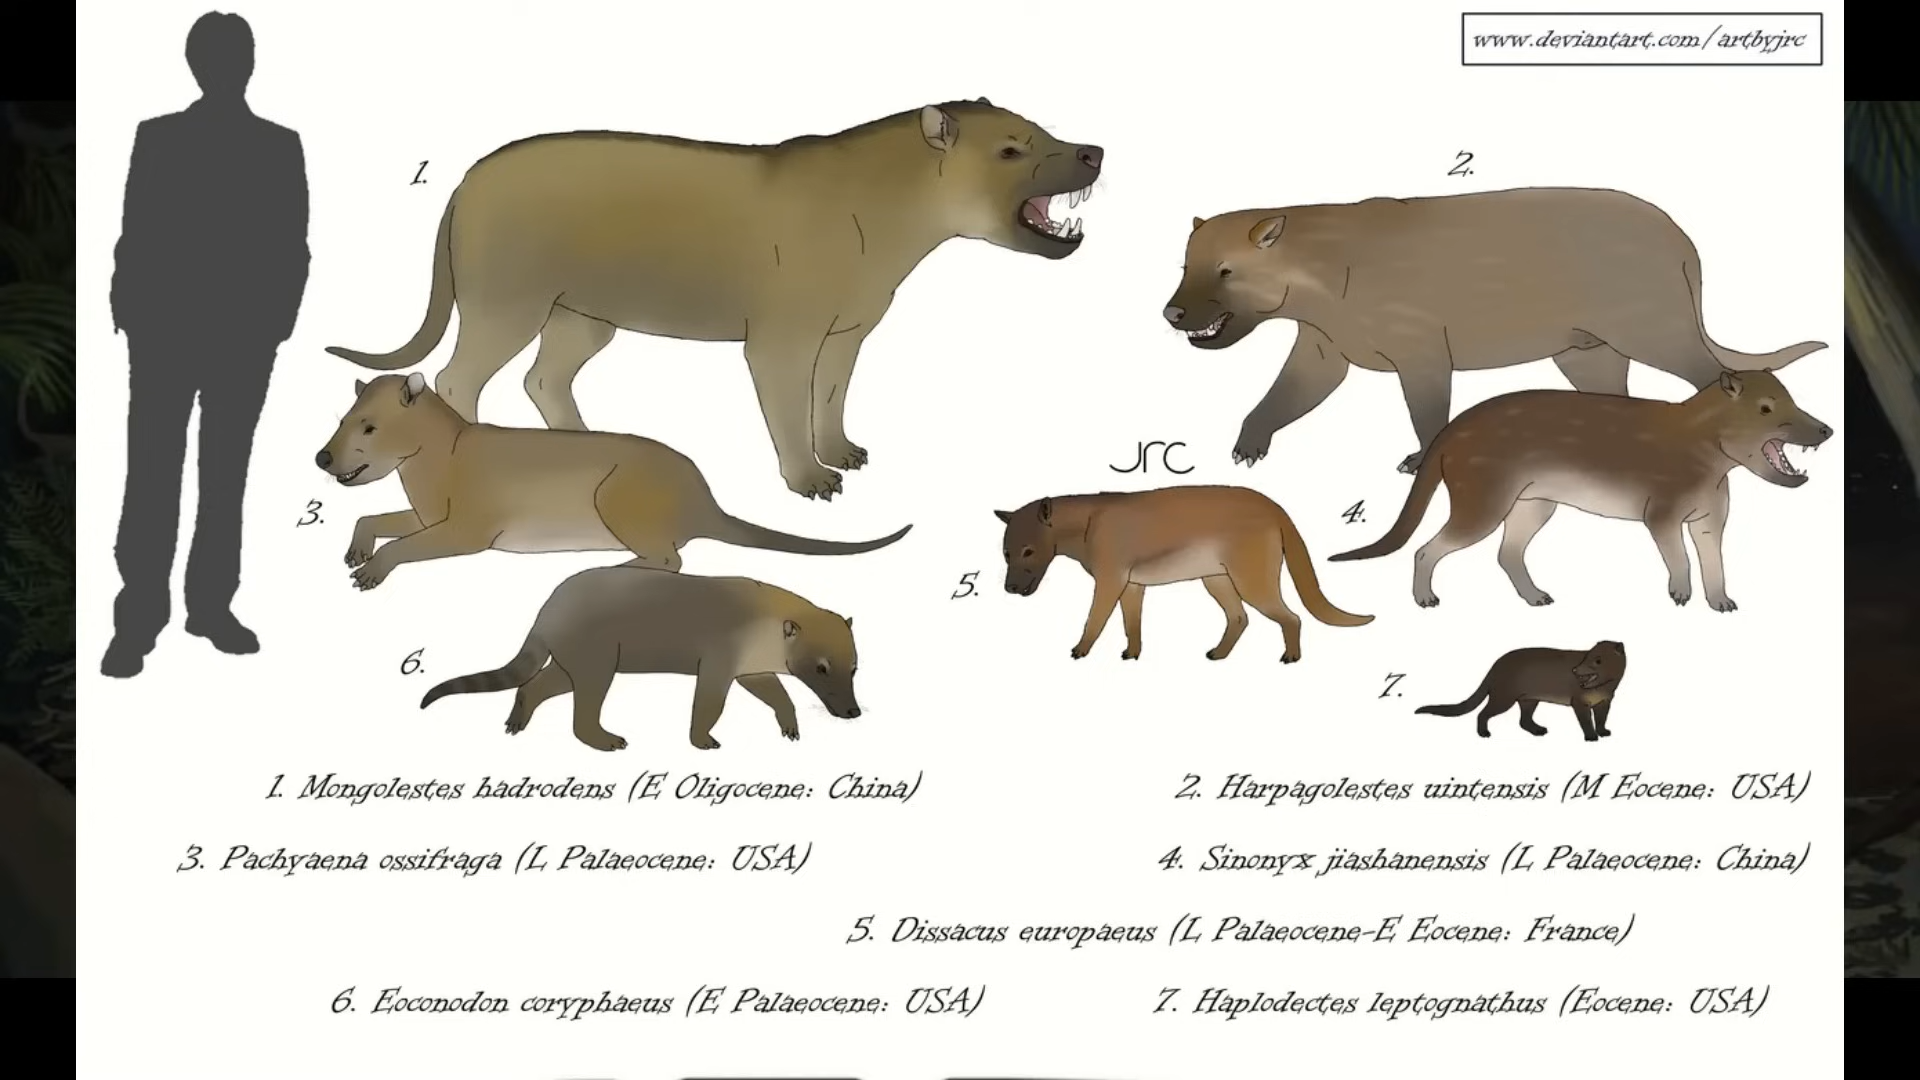 www.deviantart.com/artbyjrc
1.
2.
3.
4.
5.
6.
7.
Jrc
1. Mongolestes hadrodens (E Oligocene: China)
2. Harpagolestes uintensis (M Eocene: USA)
3. Pachyaena ossifraga (L Palaeocene: USA)
4. Sinonyx jiashanensis (L Palaeocene: China)
5. Dissacus europaeus (L Palaeocene-E Eocene: France)
6. Eoconodon coryphaeus (E Palaeocene: USA)
7. Haplodectes leptognathus (Eocene: USA)